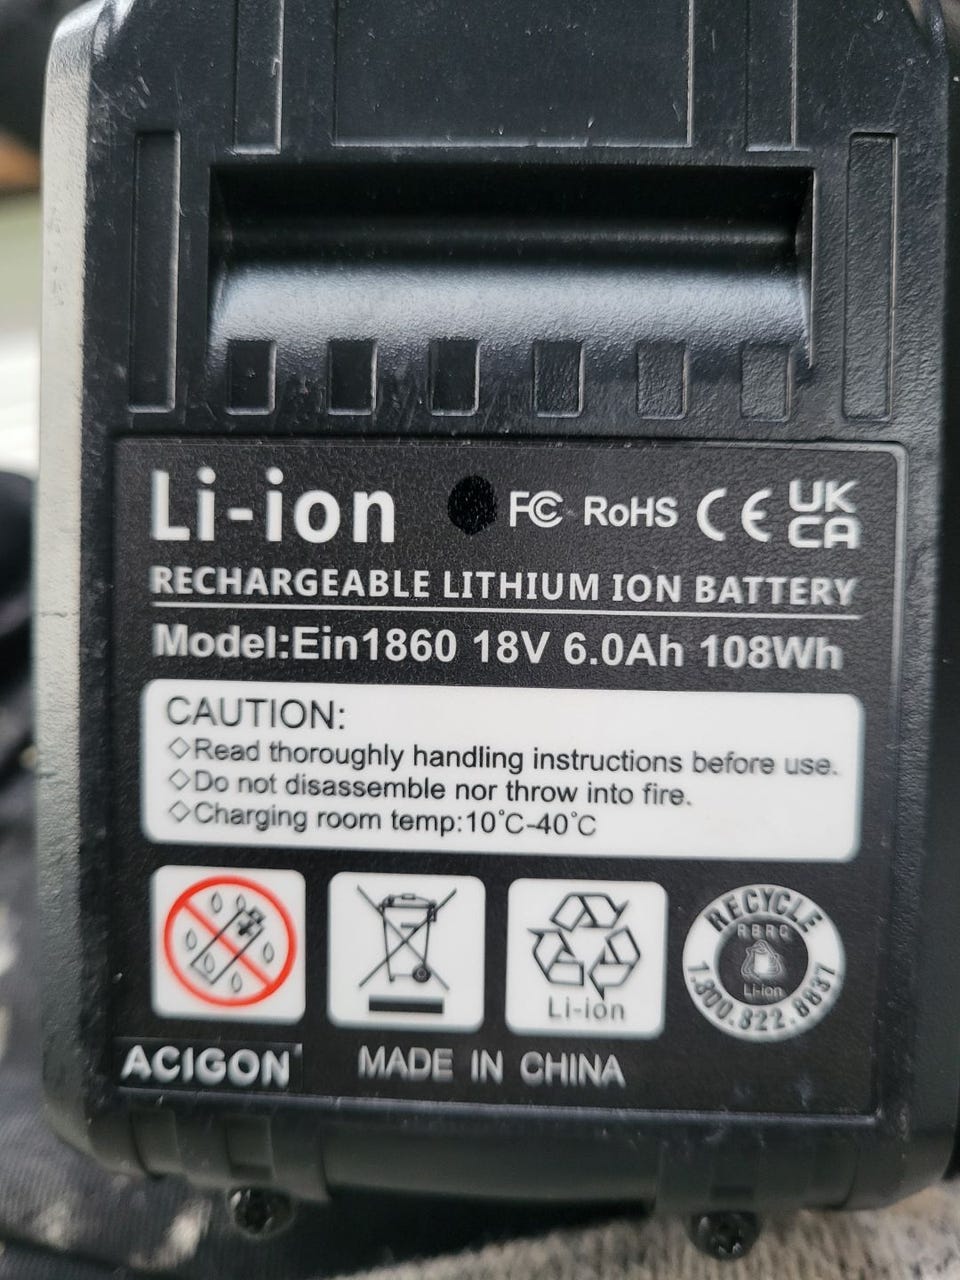 Li-ion FC RoHS CE UK CA
RECHARGEABLE LITHIUM ION BATTERY
Model:Ein1860 18V 6.0Ah 108Wh
CAUTION:
◇Read thoroughly handling instructions before use.
◇Do not disassemble nor throw into fire.
◇Charging room temp:10°C-40°C
Li-ion
RECYCLE
RBRC
Li-ion
1.800.822.8837
ACIGON
MADE IN CHINA